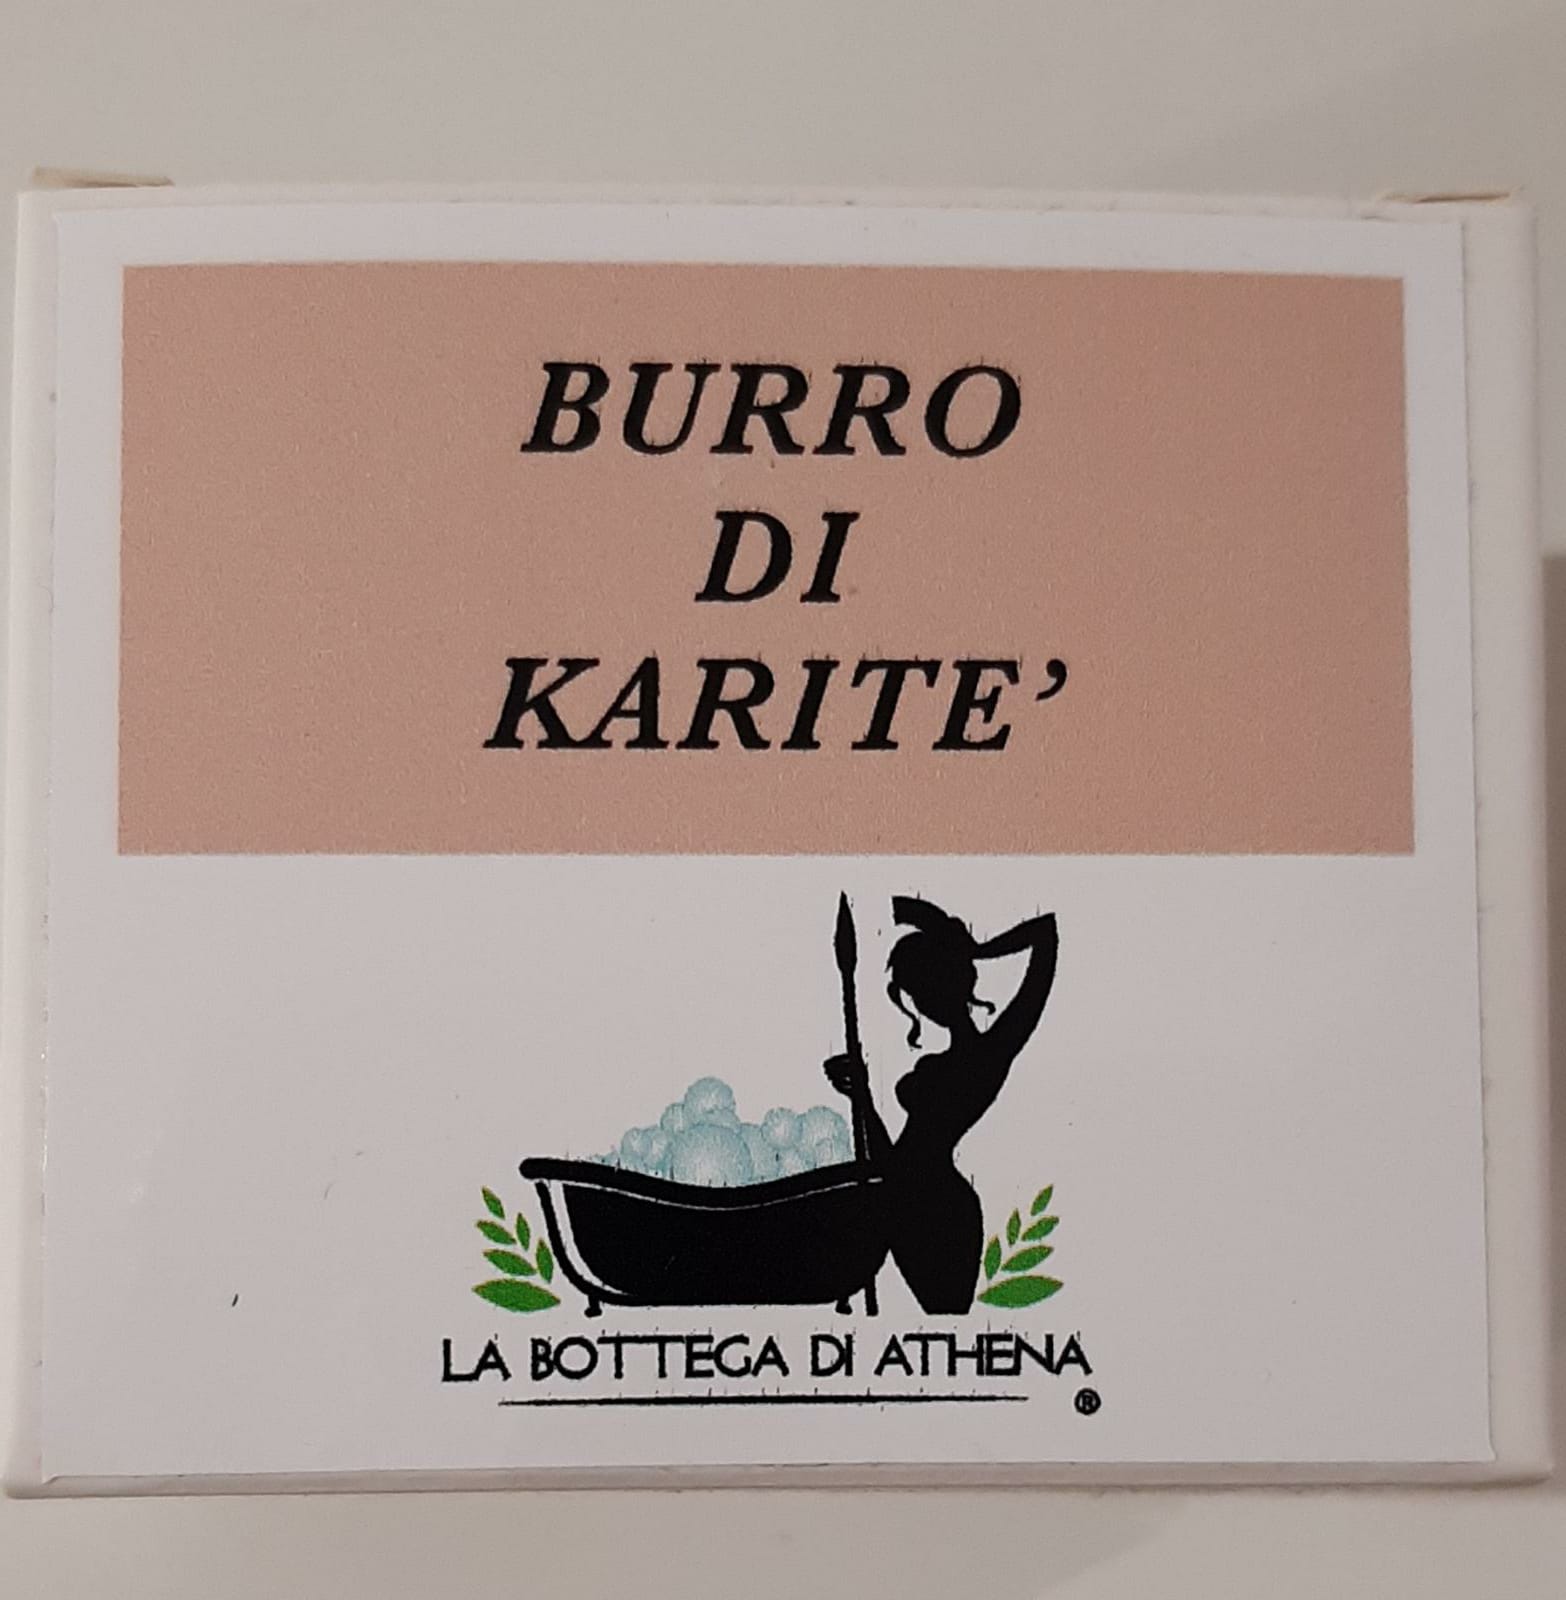 BURRO
DI
KARITE’
LA BOTTEGA DI ATHENA
®